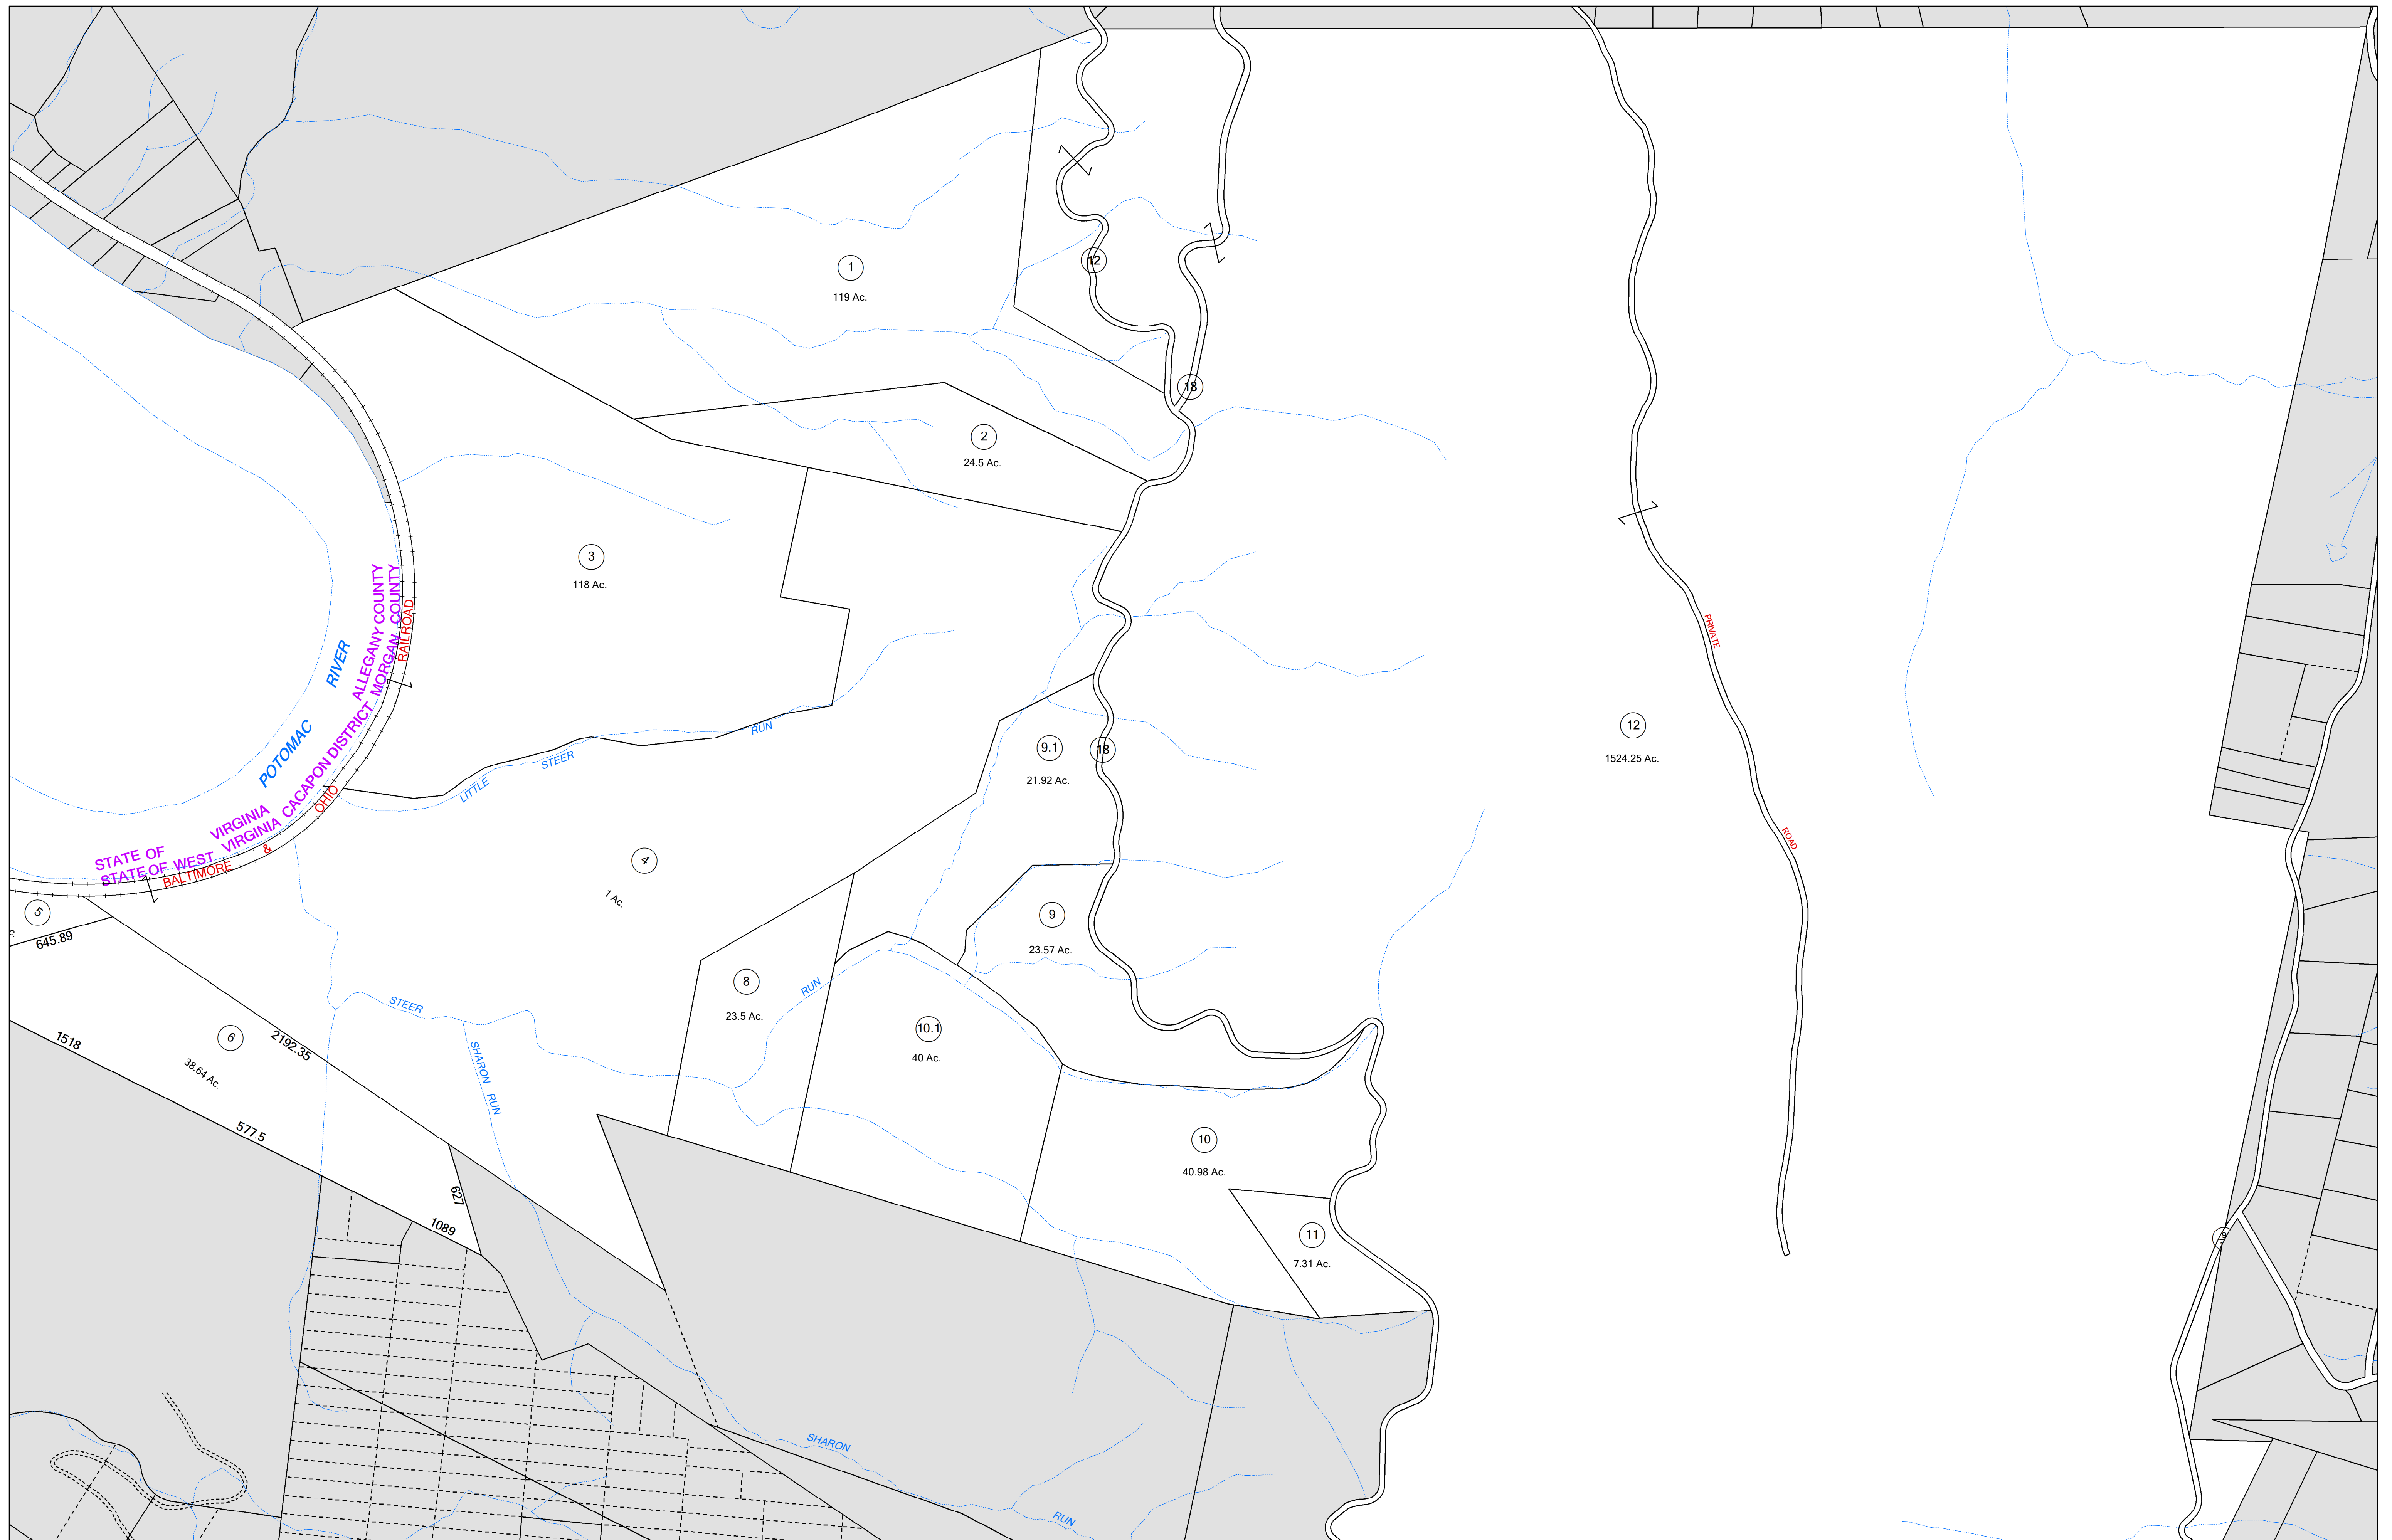 1
119 Ac.
12
18
2
24.5 Ac.
3
118 Ac.
ALLEGANY COUNTY
MORGAN COUNTY
RAILROAD
RIVER
POTOMAC
CACAPON DISTRICT
OHIO
&
BALTIMORE
STATE OF VIRGINIA
STATE OF WEST VIRGINIA
LITTLE STEER RUN
PRIVATE
ROAD
12
1524.25 Ac.
9.1
21.92 Ac.
18
4
1 Ac.
5
645.89
9
23.57 Ac.
8
23.5 Ac.
STEER
RUN
SHARON RUN
10.1
40 Ac.
6
38.64 Ac.
2192.35
1518
577.5
627
1089
10
40.98 Ac.
11
7.31 Ac.
9
SHARON
RUN